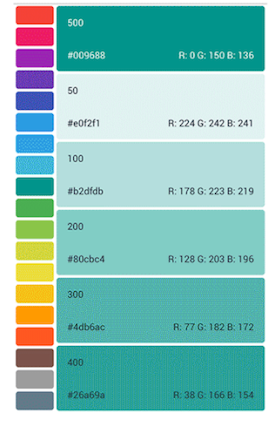 500
#009688 R: 0 G: 150 B: 136
50
#e0f2f1 R: 224 G: 242 B: 241
100
#b2dfdb R: 178 G: 223 B: 219
200
#80cbc4 R: 128 G: 203 B: 196
300
#4db6ac R: 77 G: 182 B: 172
400
#26a69a R: 38 G: 166 B: 154